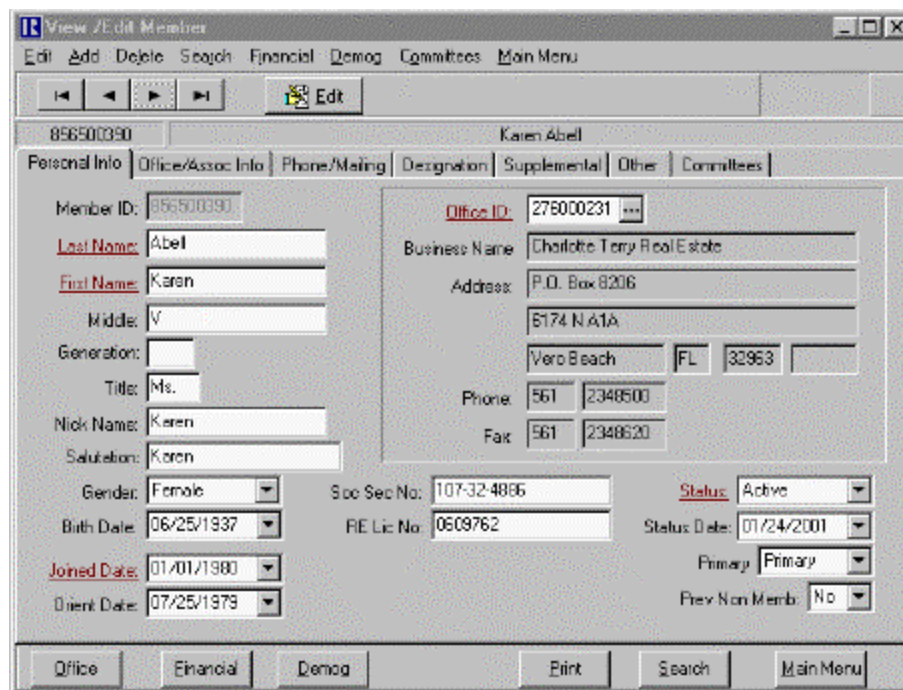 View /Edit Member
Edit Add Delete Search Financial Demog Committees Main Menu
Edit
856500390 Karen Abell
Personal Info Office/Assoc Info Phone/Mailing Designation Supplemental Other Committees
Member ID: 856500390 Office ID: 276000231 ...
Last Name: Abell Business Name Charlotte Terry Real Estate
First Name: Karen Address: P.O. Box 8206
Middle: V 6174 N.A1A
Generation: Vero Beach FL 32963
Title: Ms. Phone: 561 2348500
Nick Name: Karen Fax: 561 2348620
Salutation: Karen
Gender: Female Soc Sec No: 107-32-4886 Status: Active
Birth Date: 06/25/1937 RE Lic No: 0609762 Status Date: 01/24/2001
Primary Primary
Joined Date: 01/01/1980
Prev Non Memb: No
Orient Date: 07/25/1979
Office Financial Demog Print Search Main Menu